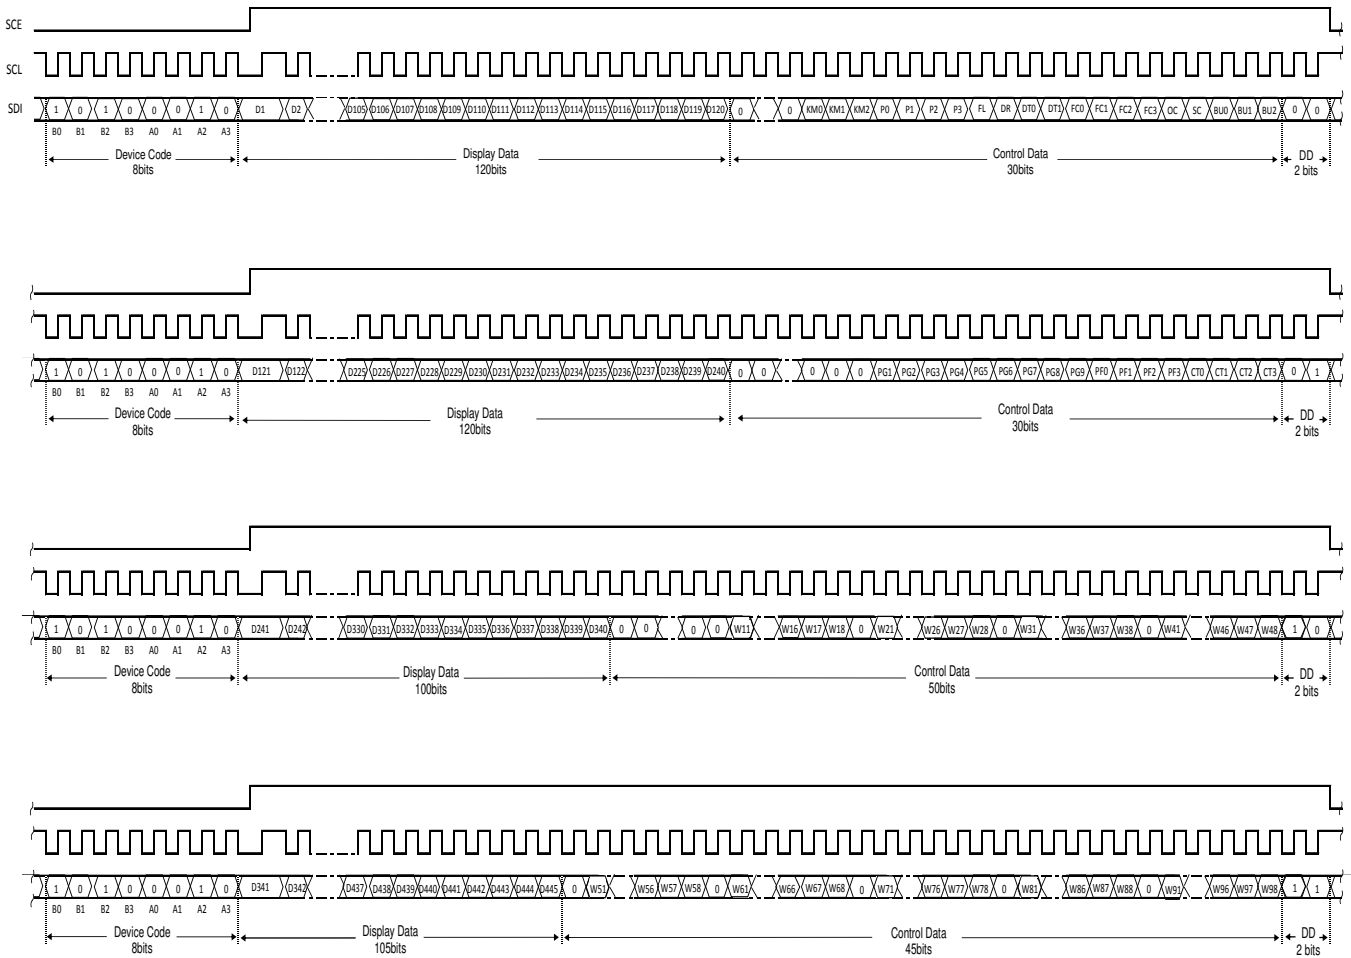 SCE
SCL
SDI 1 0 1 0 0 0 1 0 D1 D2 D105 D106 D107 D108 D109 D110 D111 D112 D113 D114 D115 D116 D117 D118 D119 D120 0 0 KM0 KM1 KM2 P0 P1 P2 P3 FL DR DT0 DT1 FC0 FC1 FC2 FC3 OC SC BU0 BU1 BU2 0 0
B0 B1 B2 B3 A0 A1 A2 A3
Device Code Display Data Control Data DD
8bits 120bits 30bits 2 bits
1 0 1 0 0 0 1 0 D121 D122 D225 D226 D227 D228 D229 D230 D231 D232 D233 D234 D235 D236 D237 D238 D239 D240 0 0 0 0 0 PG1 PG2 PG3 PG4 PG5 PG6 PG7 PG8 PG9 PF0 PF1 PF2 PF3 CT0 CT1 CT2 CT3 0 1
B0 B1 B2 B3 A0 A1 A2 A3
Device Code Display Data Control Data DD
8bits 120bits 30bits 2 bits
1 0 1 0 0 0 1 0 D241 D242 D330 D331 D332 D333 D334 D335 D336 D337 D338 D339 D340 0 0 0 0 W11 W16 W17 W18 0 W21 W26 W27 W28 0 W31 W36 W37 W38 0 W41 W46 W47 W48 1 0
B0 B1 B2 B3 A0 A1 A2 A3
Device Code Display Data Control Data DD
8bits 100bits 50bits 2 bits
1 0 1 0 0 0 1 0 D341 D342 D437 D438 D439 D440 D441 D442 D443 D444 D445 0 W51 W56 W57 W58 0 W61 W66 W67 W68 0 W71 W76 W77 W78 0 W81 W86 W87 W88 0 W91 W96 W97 W98 1 1
B0 B1 B2 B3 A0 A1 A2 A3
Device Code Display Data Control Data DD
8bits 105bits 45bits 2 bits